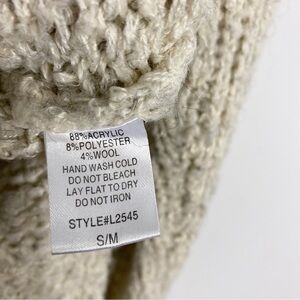 88%ACRYLIC
8%POLYESTER
4%WOOL
HAND WASH COLD
DO NOT BLEACH
LAY FLAT TO DRY
DO NOT IRON
STYLE#L2545
S/M